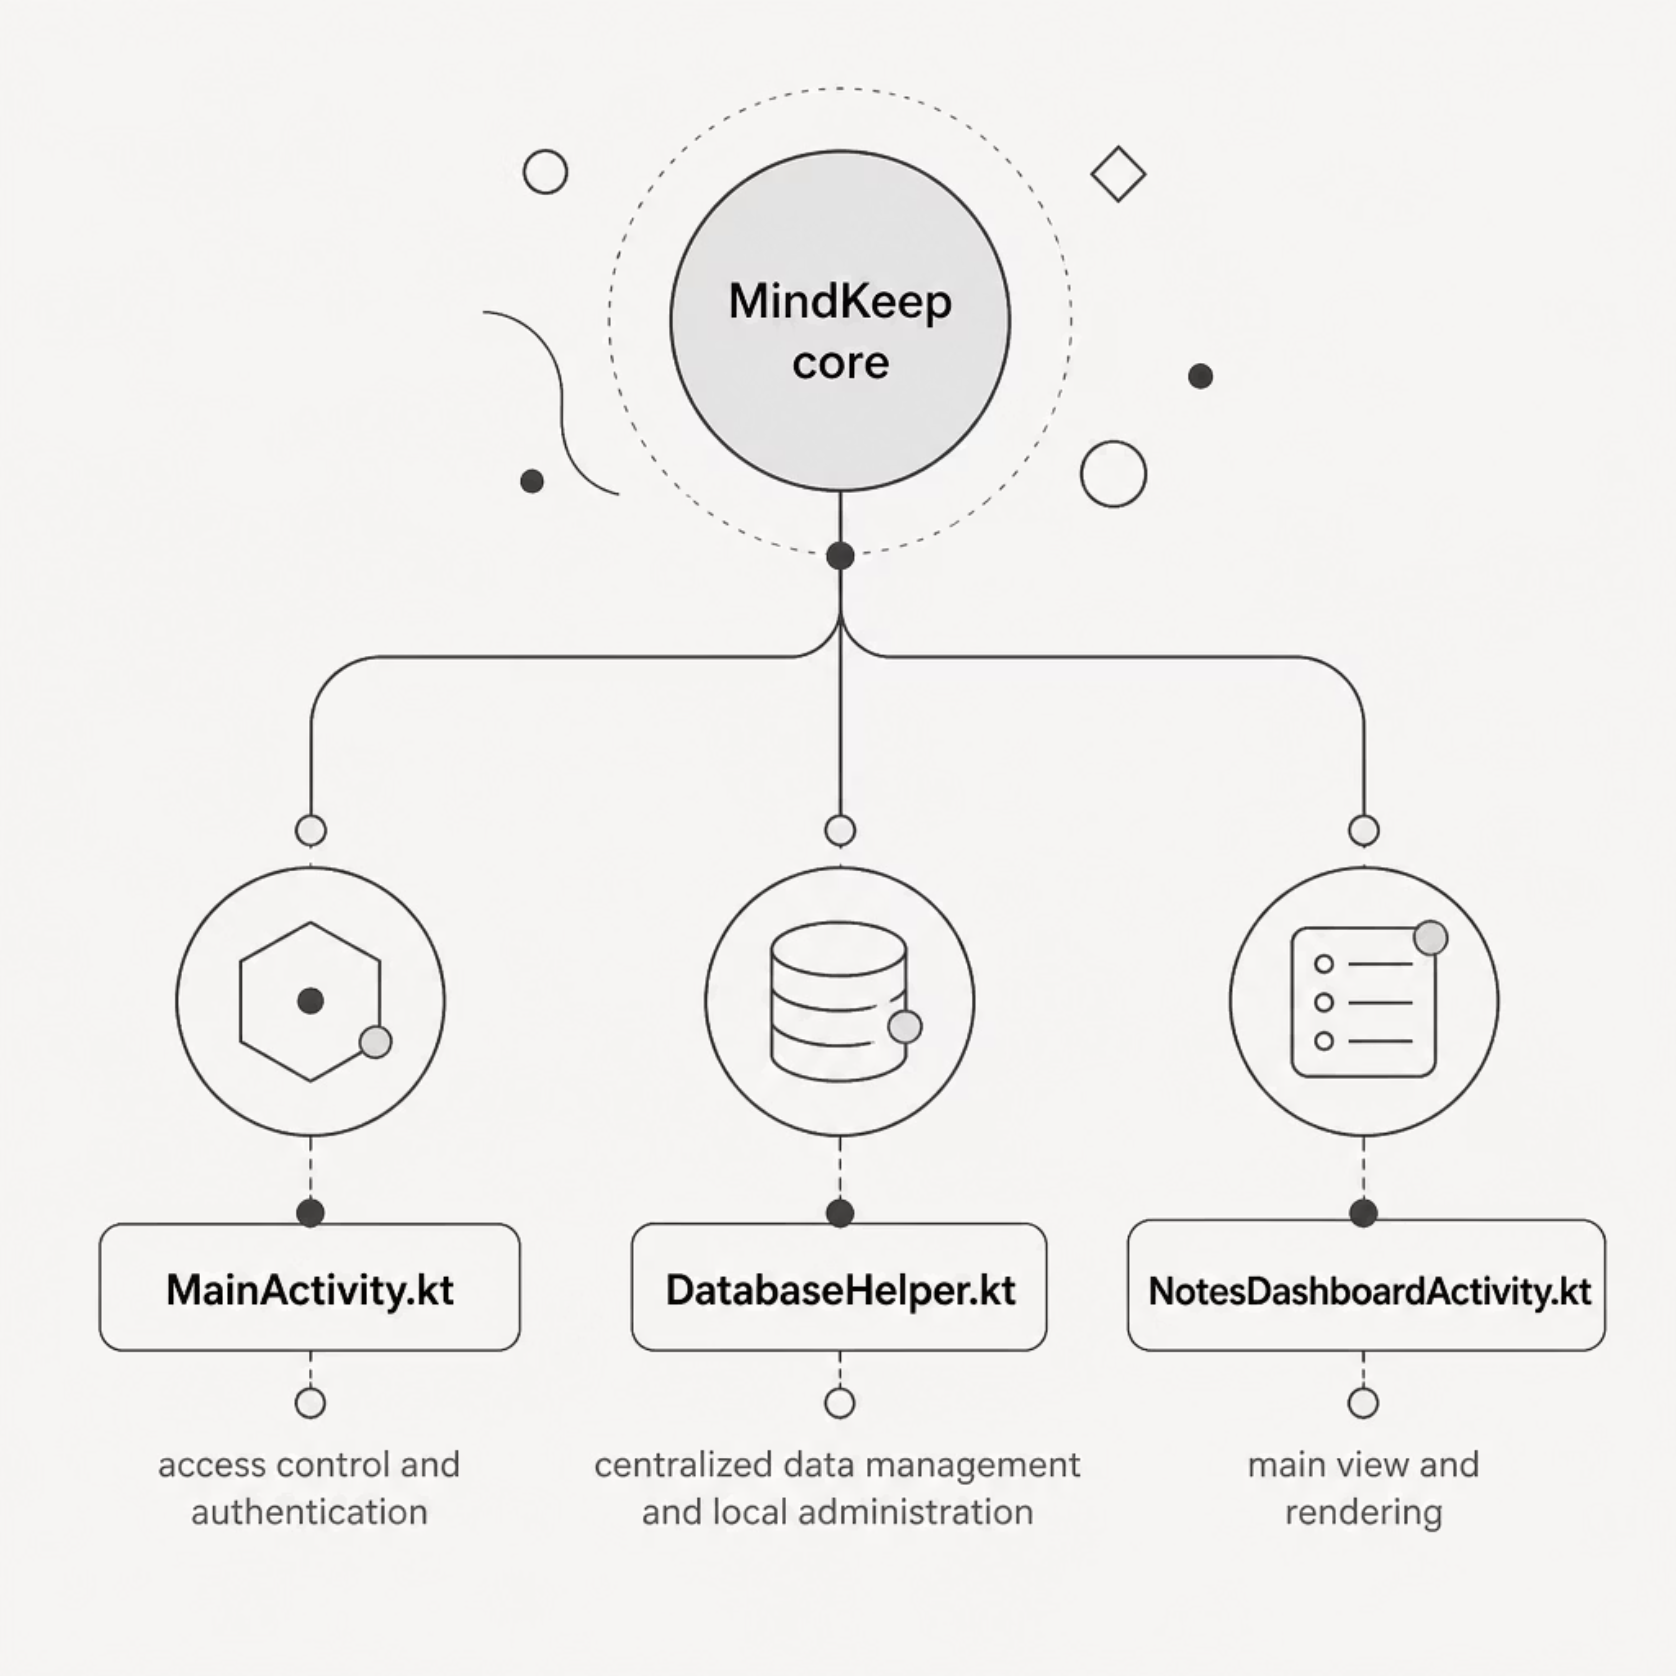 MindKeep
core
MainActivity.kt
DatabaseHelper.kt
NotesDashboardActivity.kt
access control and
authentication
centralized data management
and local administration
main view and
rendering